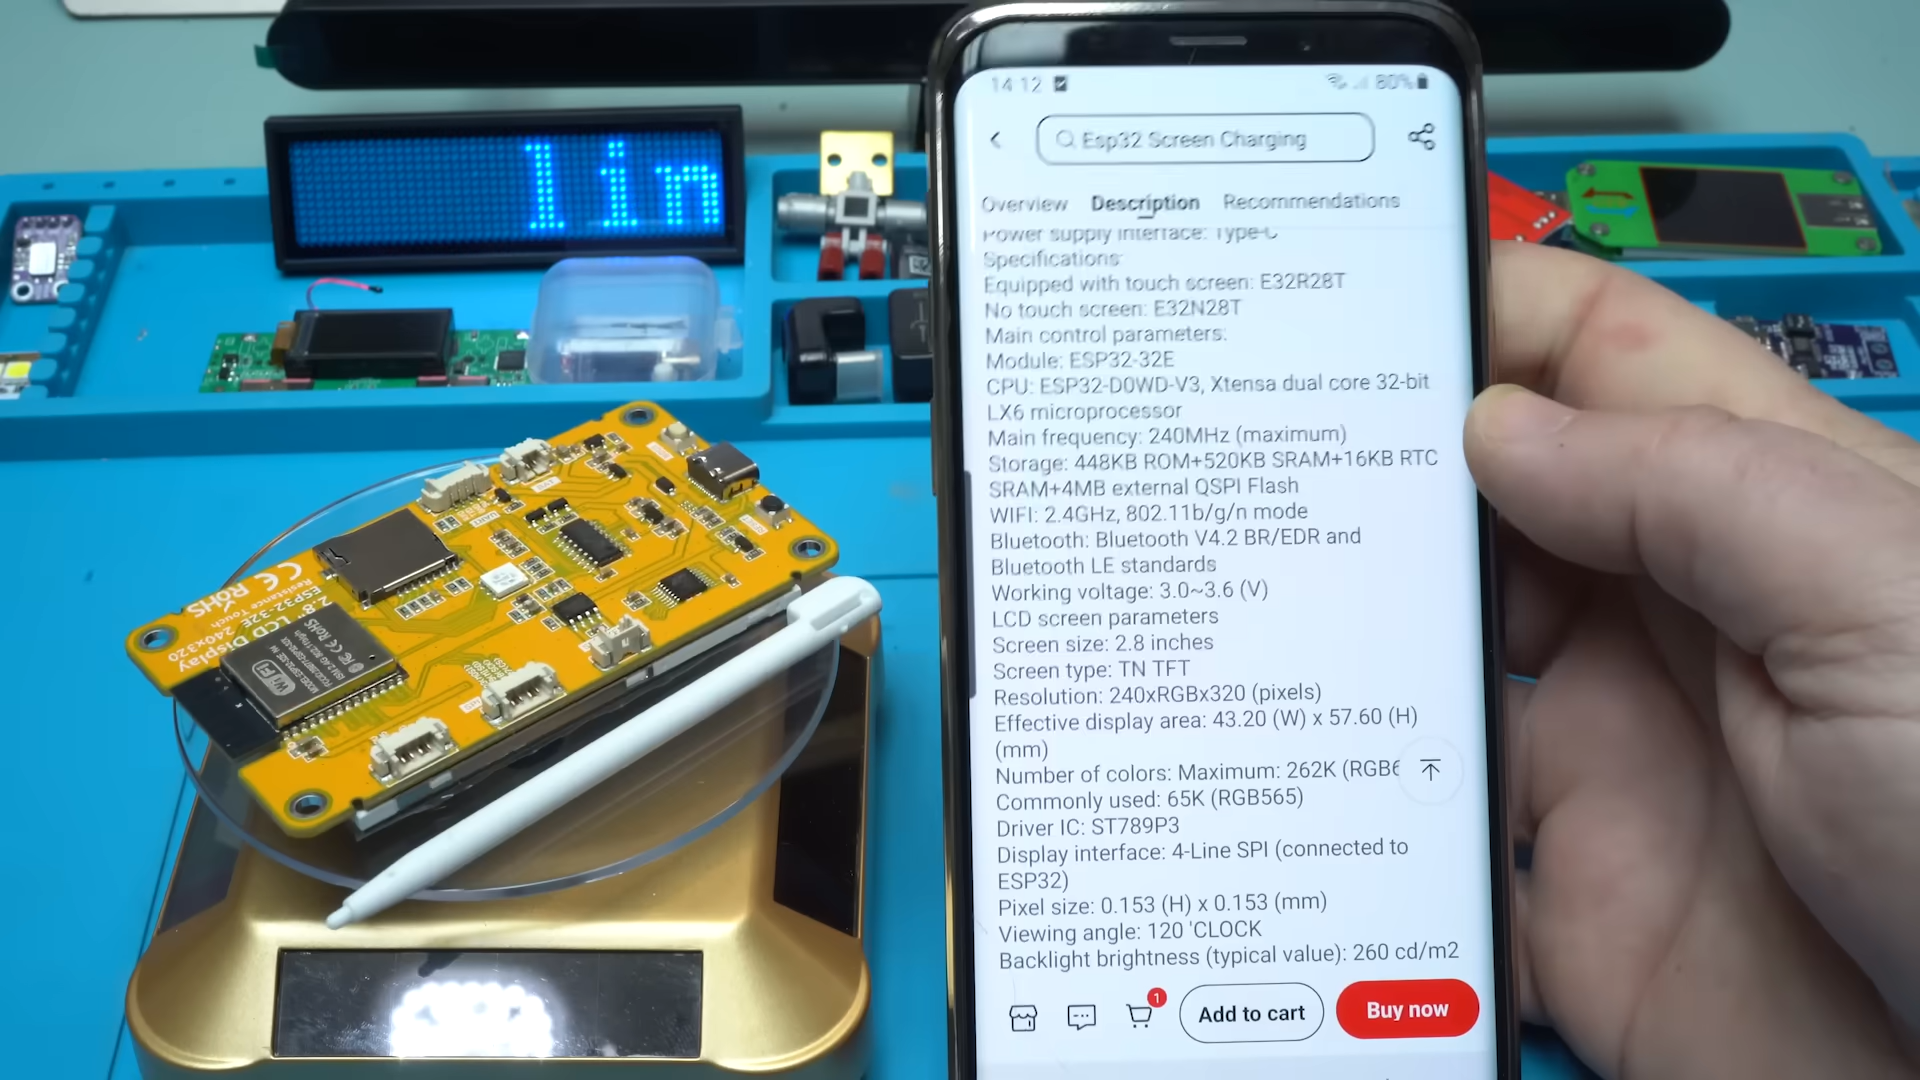 lin
14:12
80%
Esp32 Screen Charging
Overview Description Recommendations
Power supply interface: Type-C
Specifications:
Equipped with touch screen: E32R28T
No touch screen: E32N28T
Main control parameters:
Module: ESP32-32E
CPU: ESP32-D0WD-V3, Xtensa dual core 32-bit
LX6 microprocessor
Main frequency: 240MHz (maximum)
Storage: 448KB ROM+520KB SRAM+16KB RTC
SRAM+4MB external QSPI Flash
WIFI: 2.4GHz, 802.11b/g/n mode
Bluetooth: Bluetooth V4.2 BR/EDR and
Bluetooth LE standards
Working voltage: 3.0~3.6 (V)
LCD screen parameters
Screen size: 2.8 inches
Screen type: TN TFT
Resolution: 240xRGBx320 (pixels)
Effective display area: 43.20 (W) x 57.60 (H)
(mm)
Number of colors: Maximum: 262K (RGB6
Commonly used: 65K (RGB565)
Driver IC: ST789P3
Display interface: 4-Line SPI (connected to
ESP32)
Pixel size: 0.153 (H) x 0.153 (mm)
Viewing angle: 120 'CLOCK
Backlight brightness (typical value): 260 cd/m2
1
Add to cart
Buy now
CE RoHS
Resistance Touch
ESP32-32E 240x320
2.8" LCD Display
WiFi
RoHS
UART